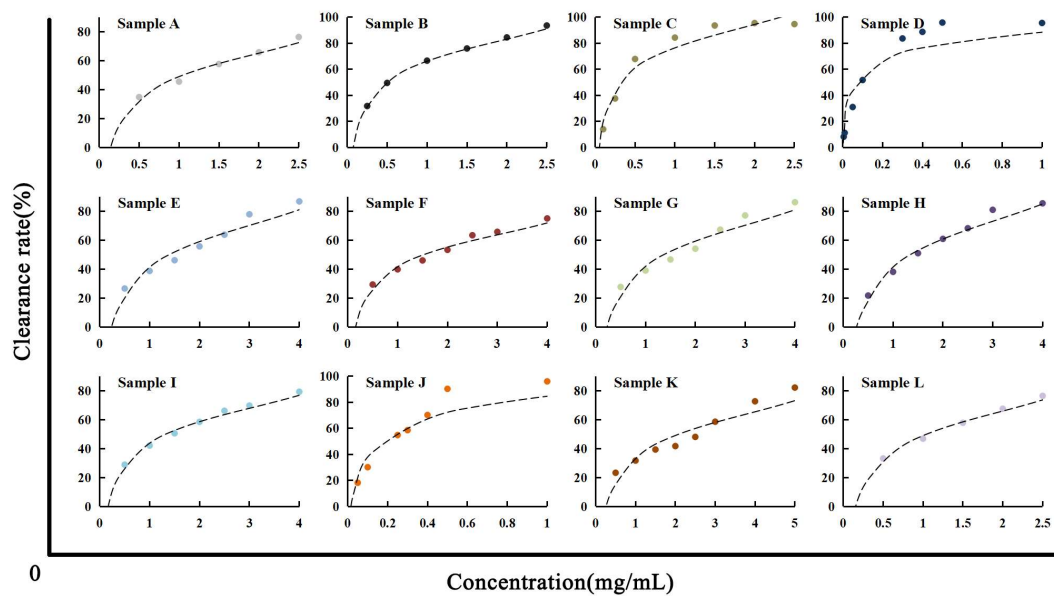 Sample A
80
60
40
20
0
0 0.5 1 1.5 2 2.5
Sample B
100
80
60
40
20
0
0 0.5 1 1.5 2 2.5
Sample C
100
80
60
40
20
0
0 0.5 1 1.5 2 2.5
Sample D
100
80
60
40
20
0
0 0.2 0.4 0.6 0.8 1
Sample E
80
60
40
20
0
0 1 2 3 4
Sample F
80
60
40
20
0
0 1 2 3 4
Sample G
80
60
40
20
0
0 1 2 3 4
Sample H
80
60
40
20
0
0 1 2 3 4
Sample I
80
60
40
20
0
0 1 2 3 4
Sample J
100
80
60
40
20
0
0 0.2 0.4 0.6 0.8 1
Sample K
80
60
40
20
0
0 1 2 3 4 5
Sample L
80
60
40
20
0
0 0.5 1 1.5 2 2.5
Clearance rate(%)
0
Concentration(mg/mL)